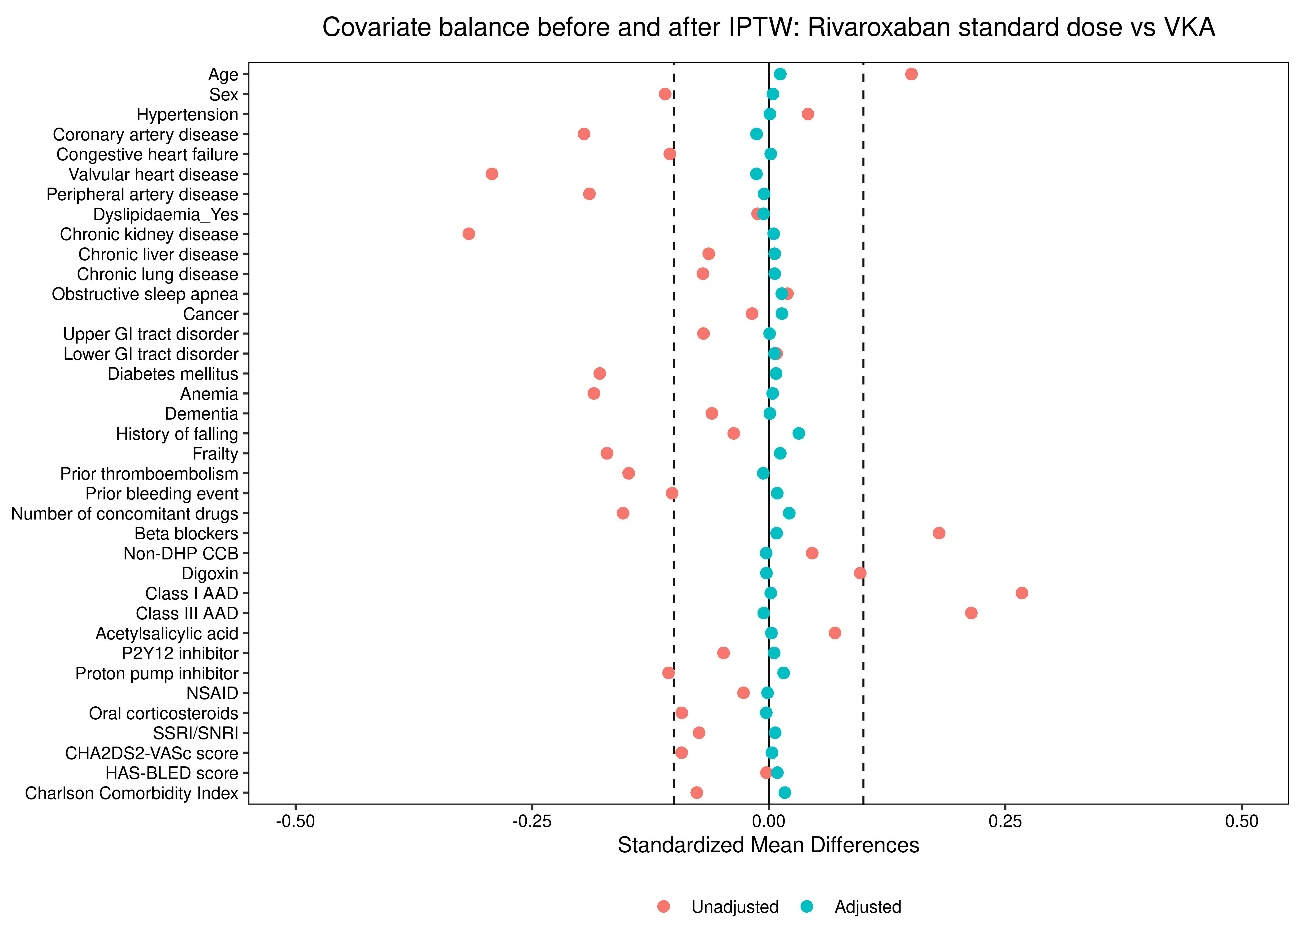 Covariate balance before and after IPTW: Rivaroxaban standard dose vs VKA
Age
Sex
Hypertension
Coronary artery disease
Congestive heart failure
Valvular heart disease
Peripheral artery disease
Dyslipidaemia_Yes
Chronic kidney disease
Chronic liver disease
Chronic lung disease
Obstructive sleep apnea
Cancer
Upper GI tract disorder
Lower GI tract disorder
Diabetes mellitus
Anemia
Dementia
History of falling
Frailty
Prior thromboembolism
Prior bleeding event
Number of concomitant drugs
Beta blockers
Non-DHP CCB
Digoxin
Class I AAD
Class III AAD
Acetylsalicylic acid
P2Y12 inhibitor
Proton pump inhibitor
NSAID
Oral corticosteroids
SSRI/SNRI
CHA2DS2-VASc score
HAS-BLED score
Charlson Comorbidity Index
-0.50 -0.25 0.00 0.25 0.50
Standardized Mean Differences
Unadjusted Adjusted